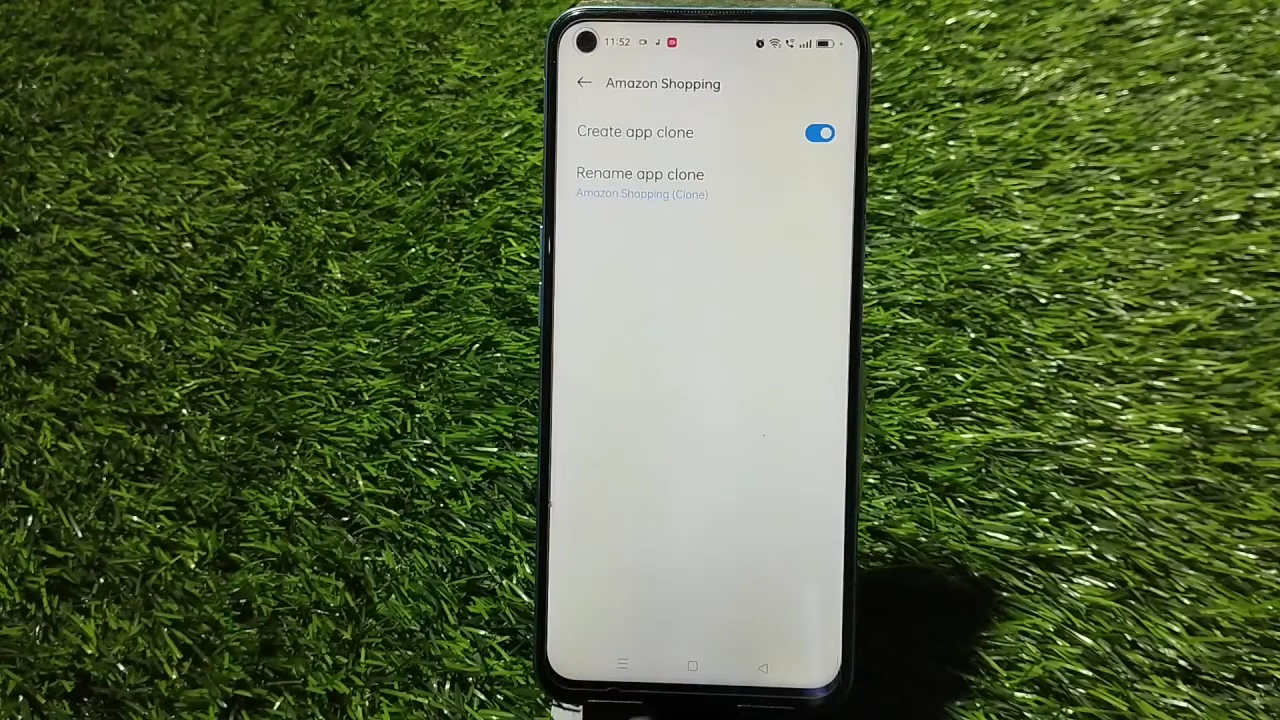 11:52
Amazon Shopping
Create app clone
Rename app clone
Amazon Shopping (Clone)